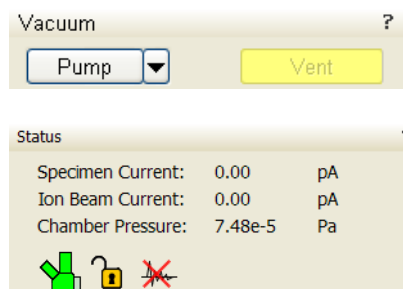 Vacuum ?
Pump Vent
Status
Specimen Current: 0.00 pA
Ion Beam Current: 0.00 pA
Chamber Pressure: 7.48e-5 Pa